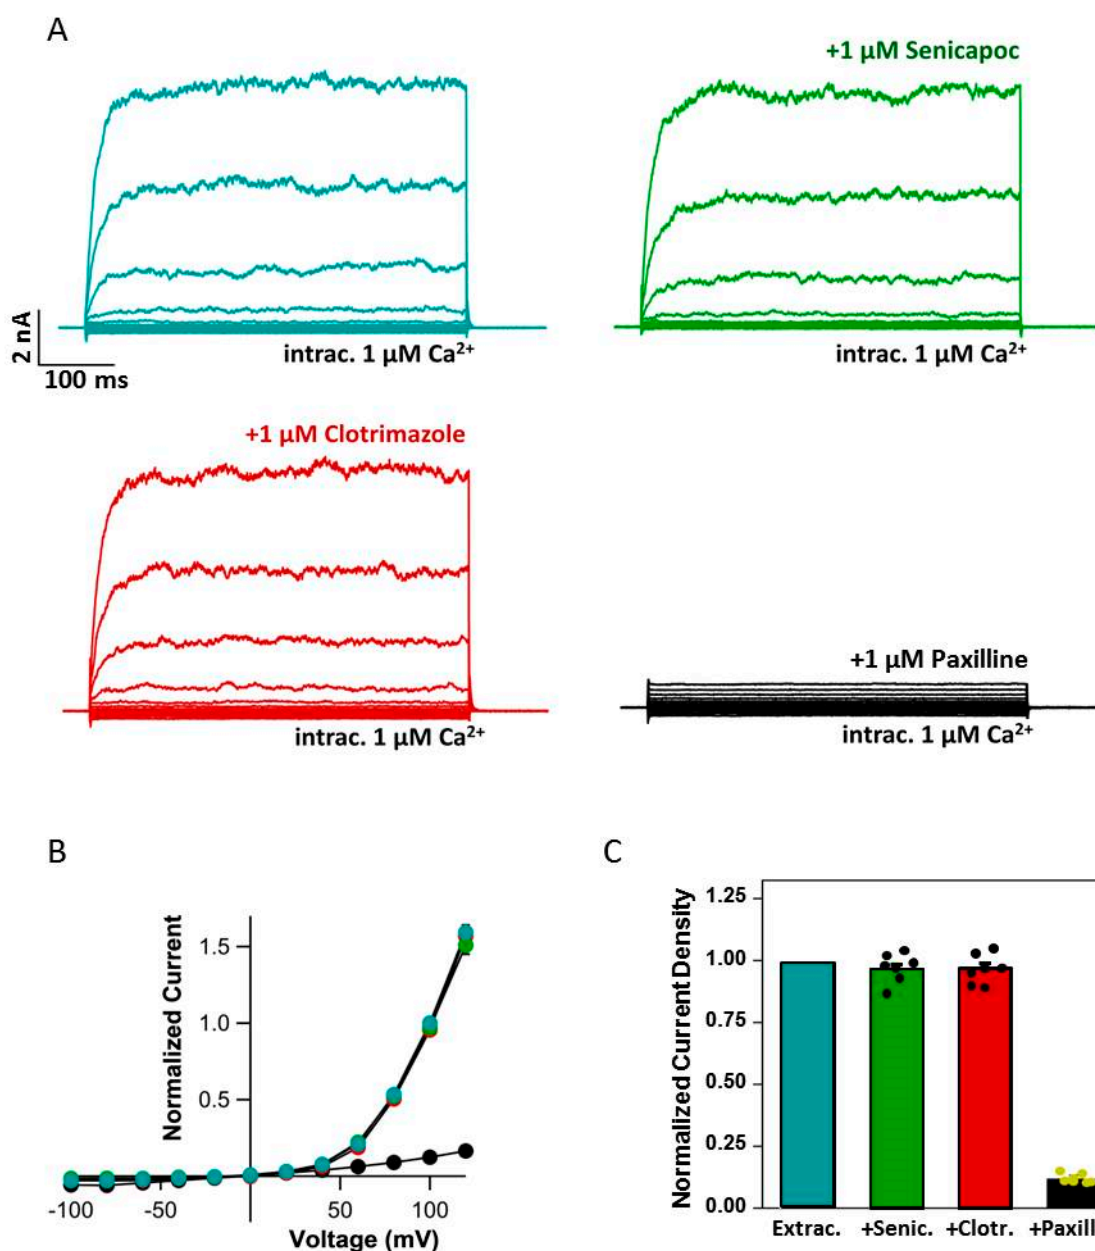 A
+1 µM Senicapoc
2 nA
100 ms
intrac. 1 µM Ca²⁺
intrac. 1 µM Ca²⁺
+1 µM Clotrimazole
+1 µM Paxilline
intrac. 1 µM Ca²⁺
intrac. 1 µM Ca²⁺
B
C
Normalized Current
1.5
1.0
0.5
-100
-50
50
100
Voltage (mV)
Normalized Current Density
1.25
1.00
0.75
0.50
0.25
0.00
Extrac.
+Senic.
+Clotr.
+Paxill